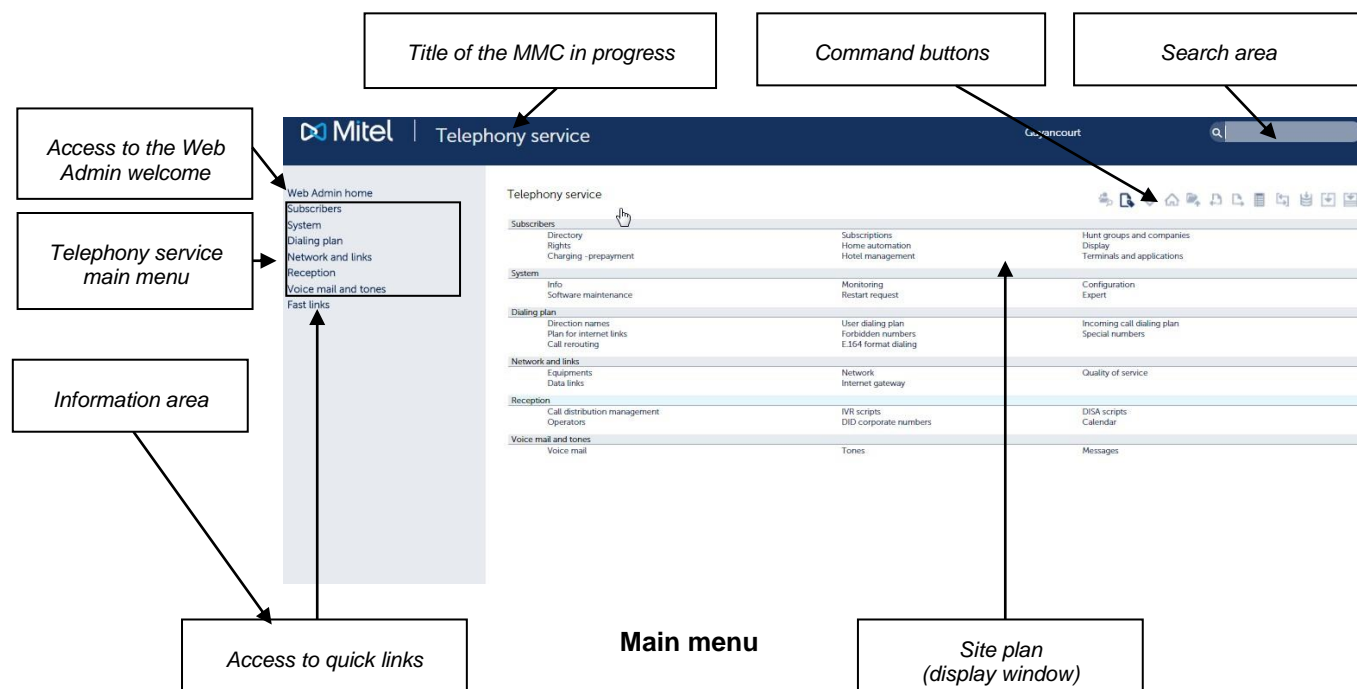 Title of the MMC in progress
Command buttons
Search area
Access to the Web
Admin welcome
Telephony service
main menu
Information area
Mitel | Telephony service
Guyancourt
Web Admin home
Subscribers
System
Dialing plan
Network and links
Reception
Voice mail and tones
Fast links
Telephony service
Subscribers
Directory Subscriptions Hunt groups and companies
Rights Home automation Display
Charging -prepayment Hotel management Terminals and applications
System
Info Monitoring Configuration
Software maintenance Restart request Expert
Dialing plan
Direction names User dialing plan Incoming call dialing plan
Plan for internet links Forbidden numbers Special numbers
Call rerouting E.164 format dialing
Network and links
Equipments Network Quality of service
Data links Internet gateway
Reception
Call distribution management IVR scripts DISA scripts
Operators DID corporate numbers Calendar
Voice mail and tones
Voice mail Tones Messages
Access to quick links
Main menu
Site plan
(display window)